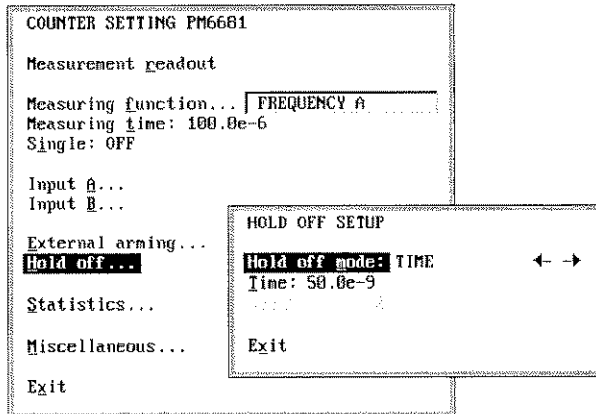 COUNTER SETTING PM6681
Measurement readout
Measuring function... FREQUENCY A
Measuring time: 100.0e-6
Single: OFF
Input A...
Input B...
External arming...
Hold off...
Statistics...
Miscellaneous...
Exit
HOLD OFF SETUP
Hold off mode: TIME ← →
Time: 50.0e-9
Exit